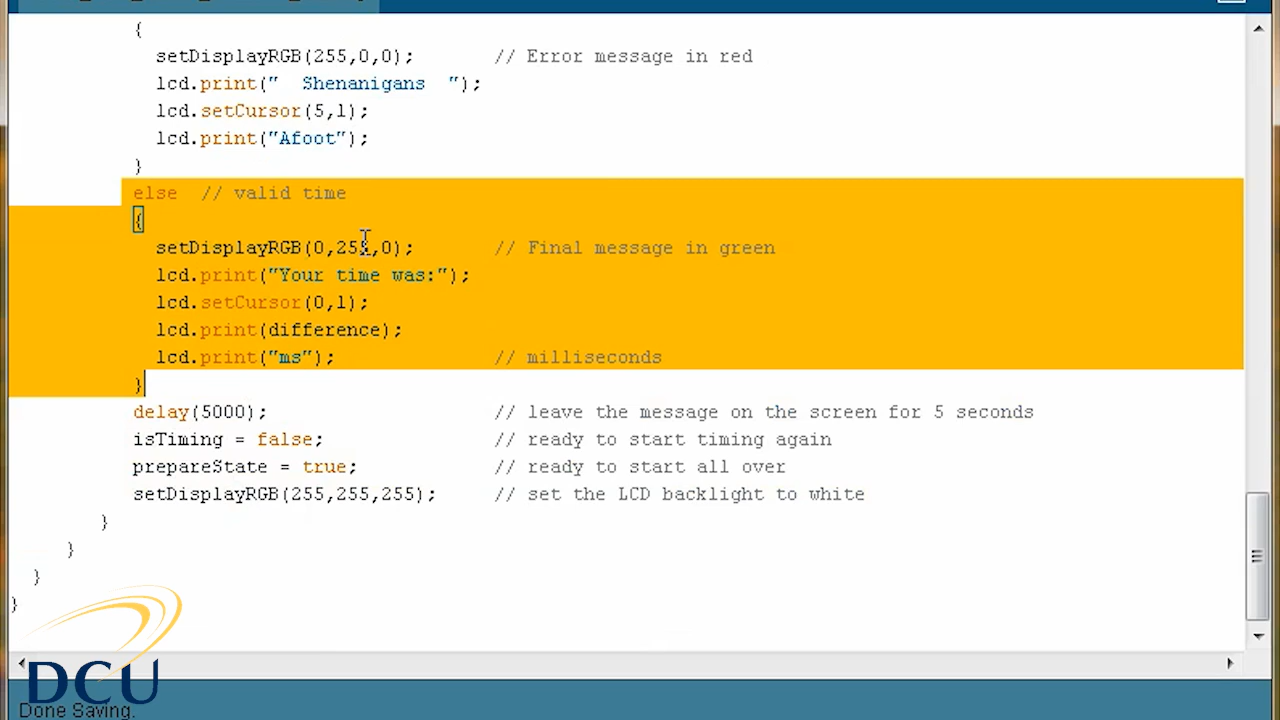 {
setDisplayRGB(255,0,0); // Error message in red
lcd.print("  Shenanigans  ");
lcd.setCursor(5,1);
lcd.print("Afoot");
}
else // valid time
{
setDisplayRGB(0,255,0); // Final message in green
lcd.print("Your time was:");
lcd.setCursor(0,1);
lcd.print(difference);
lcd.print("ms"); // milliseconds
}
delay(5000); // leave the message on the screen for 5 seconds
isTiming = false; // ready to start timing again
prepareState = true; // ready to start all over
setDisplayRGB(255,255,255); // set the LCD backlight to white
}
}
}
}
DCU
Done Saving.